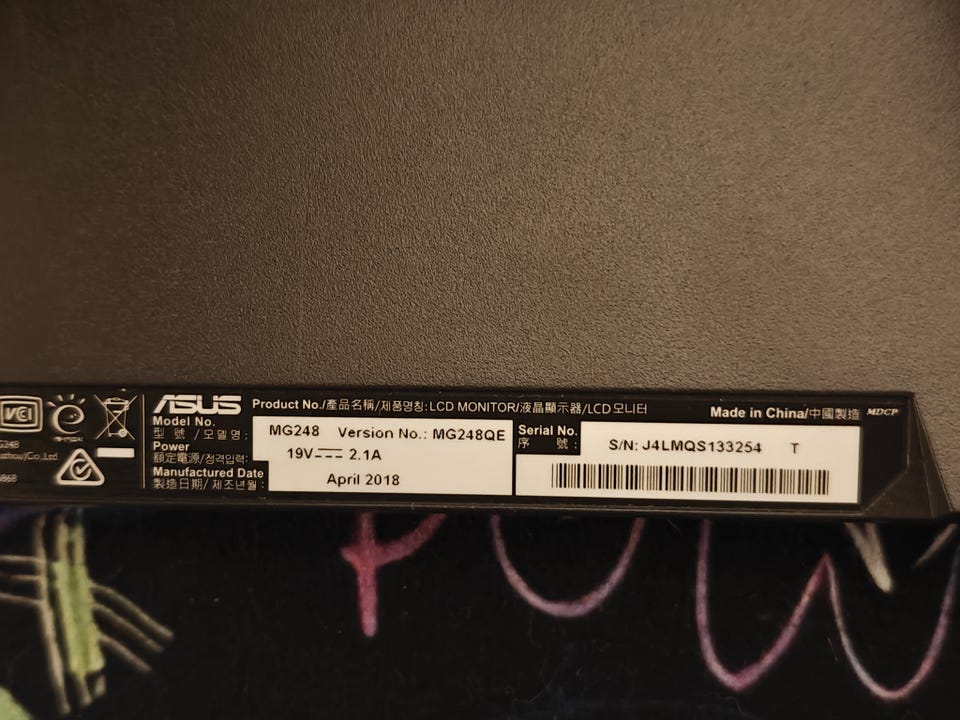 ASUS Product No./產品名稱/제품명칭: LCD MONITOR/液晶顯示器/LCD 모니터
Made in China/中國製造 MDCP
VCI
Model No.
型 號 / 모델명 :
MG248 Version No.: MG248QE
Power
額定電源/정격입력:
19V 2.1A
Manufactured Date
製造日期/ 제조년월 :
April 2018
Serial No.
序 號 :
S/N: J4LMQS133254 T